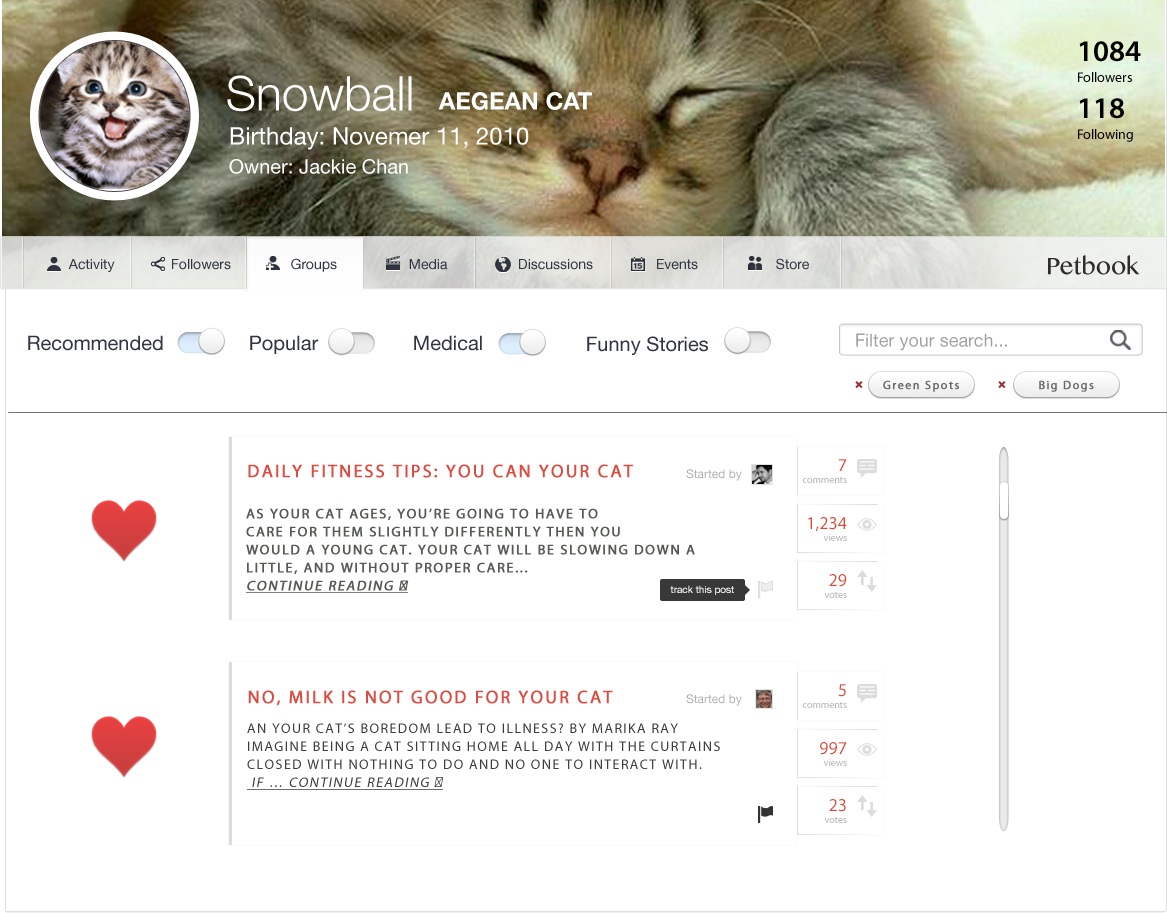 Snowball AEGEAN CAT
Birthday: Novemer 11, 2010
Owner: Jackie Chan
1084
Followers
118
Following
Activity Followers Groups Media 15 Discussions Events Store Petbook
Recommended Popular Medical Funny Stories Filter your search...
× Green Spots × Big Dogs
DAILY FITNESS TIPS: YOU CAN YOUR CAT Started by
AS YOUR CAT AGES, YOU’RE GOING TO HAVE TO
CARE FOR THEM SLIGHTLY DIFFERENTLY THEN YOU
WOULD A YOUNG CAT. YOUR CAT WILL BE SLOWING DOWN A
LITTLE, AND WITHOUT PROPER CARE...
CONTINUE READING
track this post
7
comments
1,234
views
29
votes
NO, MILK IS NOT GOOD FOR YOUR CAT Started by
AN YOUR CAT’S BOREDOM LEAD TO ILLNESS? BY MARIKA RAY
IMAGINE BEING A CAT SITTING HOME ALL DAY WITH THE CURTAINS
CLOSED WITH NOTHING TO DO AND NO ONE TO INTERACT WITH.
IF ... CONTINUE READING
5
comments
997
views
23
votes